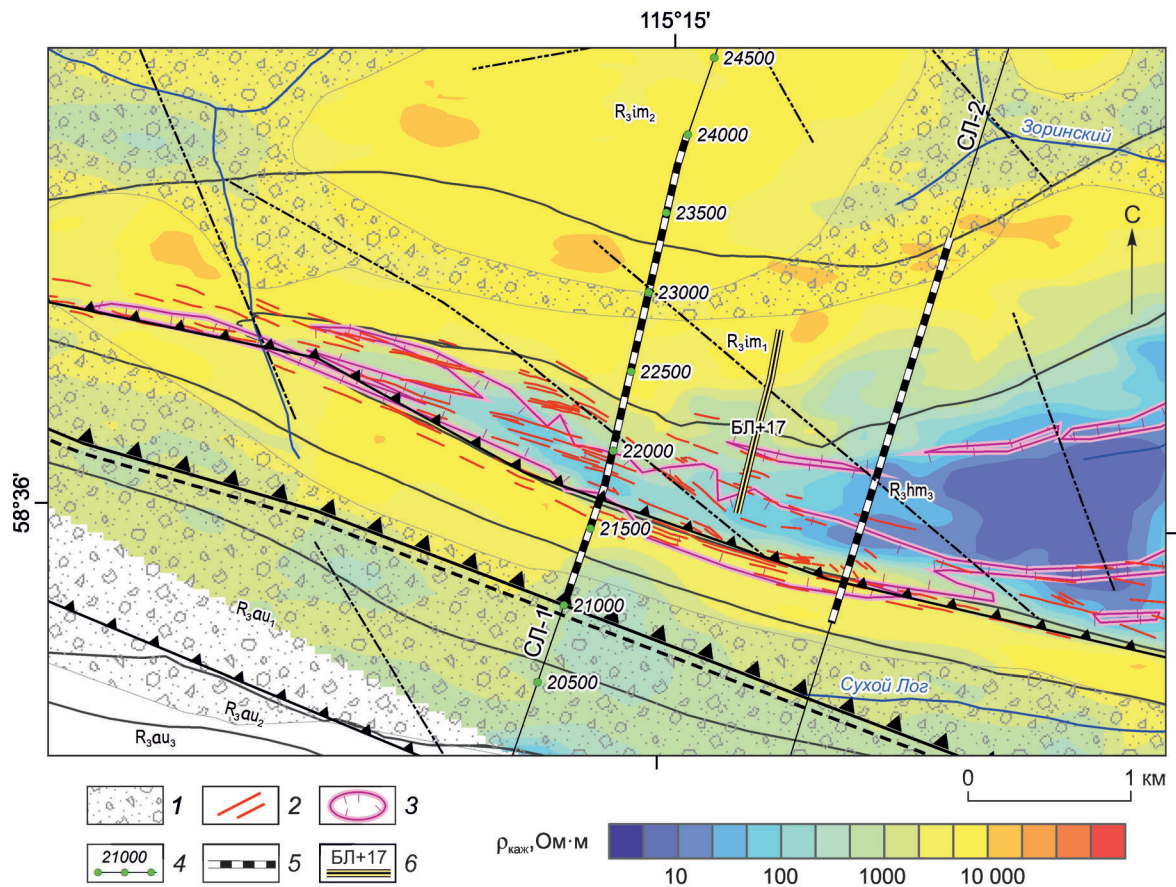 115°15'
24500
СЛ-2
R₃im₂
24000
Зоринский
23500
С
23000
R₃im₁
22500
БЛ+17
22000
R₃hm₃
58°36'
21500
21000
R₃au₁
СЛ-1
20500
Сухой Лог
R₃au₂
R₃au₃
0 1 км
1 2 3
21000 4 5 БЛ+17 6
ρкаж,Ом·м
10 100 1000 10 000